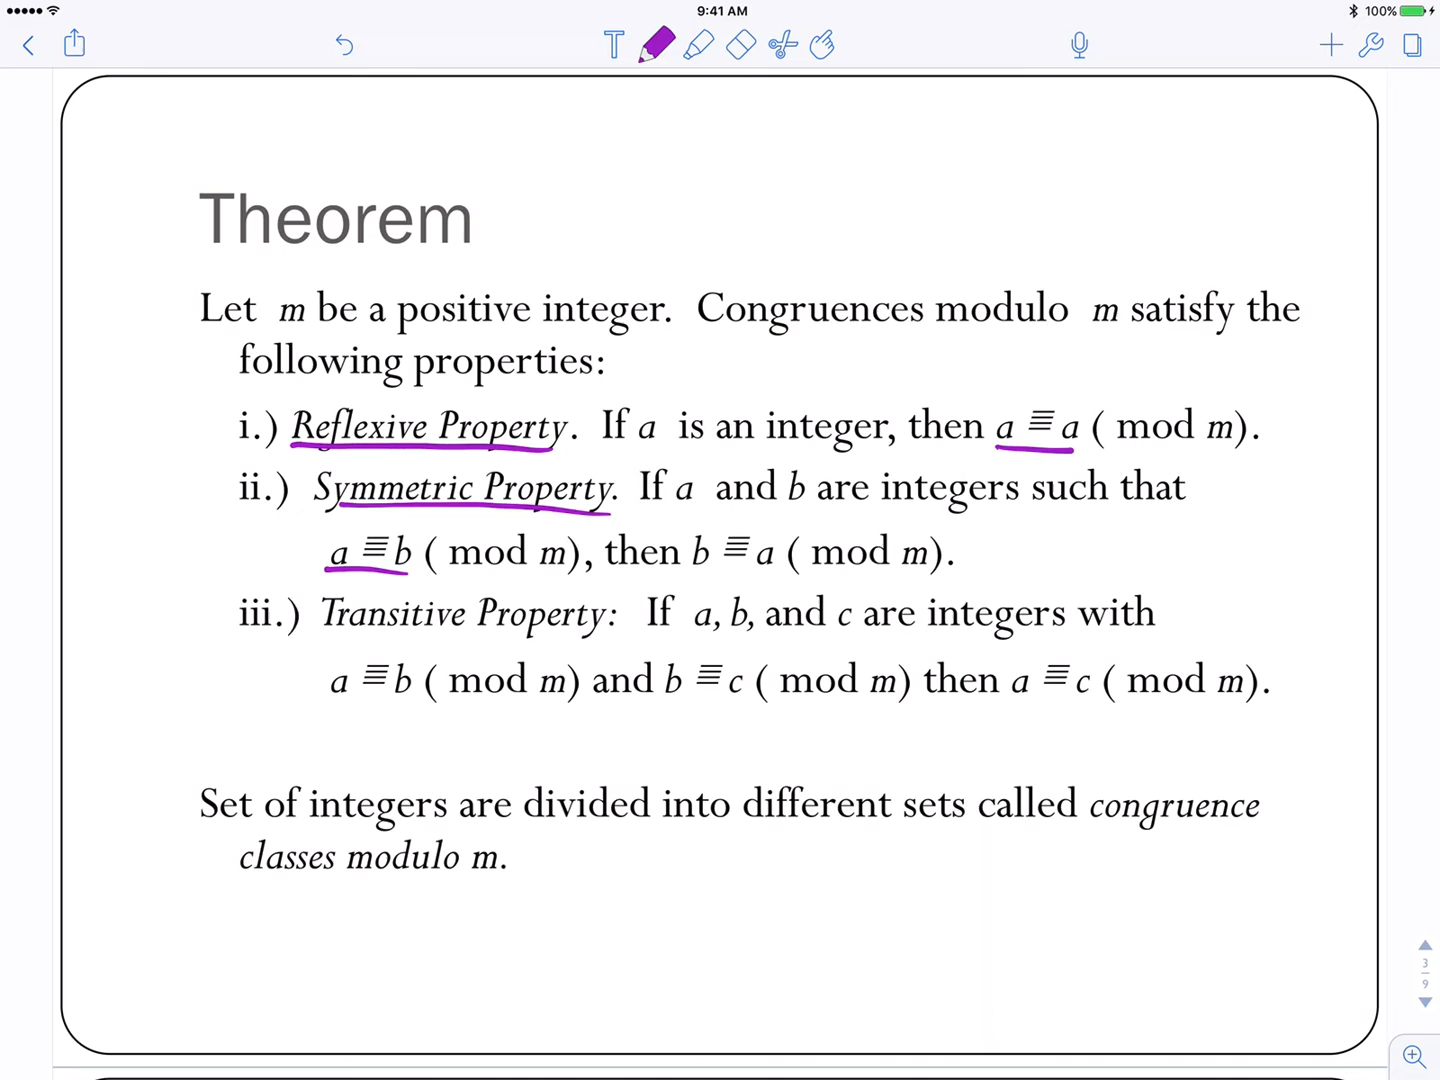 9:41 AM
100%
T
Theorem
Let m be a positive integer. Congruences modulo m satisfy the
following properties:
i.) Reflexive Property. If a is an integer, then a ≡ a ( mod m).
ii.) Symmetric Property. If a and b are integers such that
a ≡ b ( mod m), then b ≡ a ( mod m).
iii.) Transitive Property: If a, b, and c are integers with
a ≡ b ( mod m) and b ≡ c ( mod m) then a ≡ c ( mod m).
Set of integers are divided into different sets called congruence
classes modulo m.
3
9